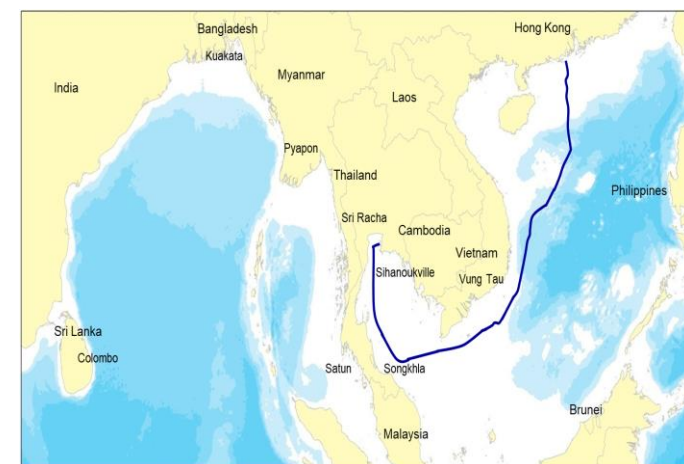 Bangladesh
Hong Kong
Kuakata
India
Myanmar
Laos
Pyapon
Thailand
Philippines
Sri Racha
Cambodia
Vietnam
Sihanoukville
Vung Tau
Sri Lanka
Colombo
Satun
Songkhla
Brunei
Malaysia